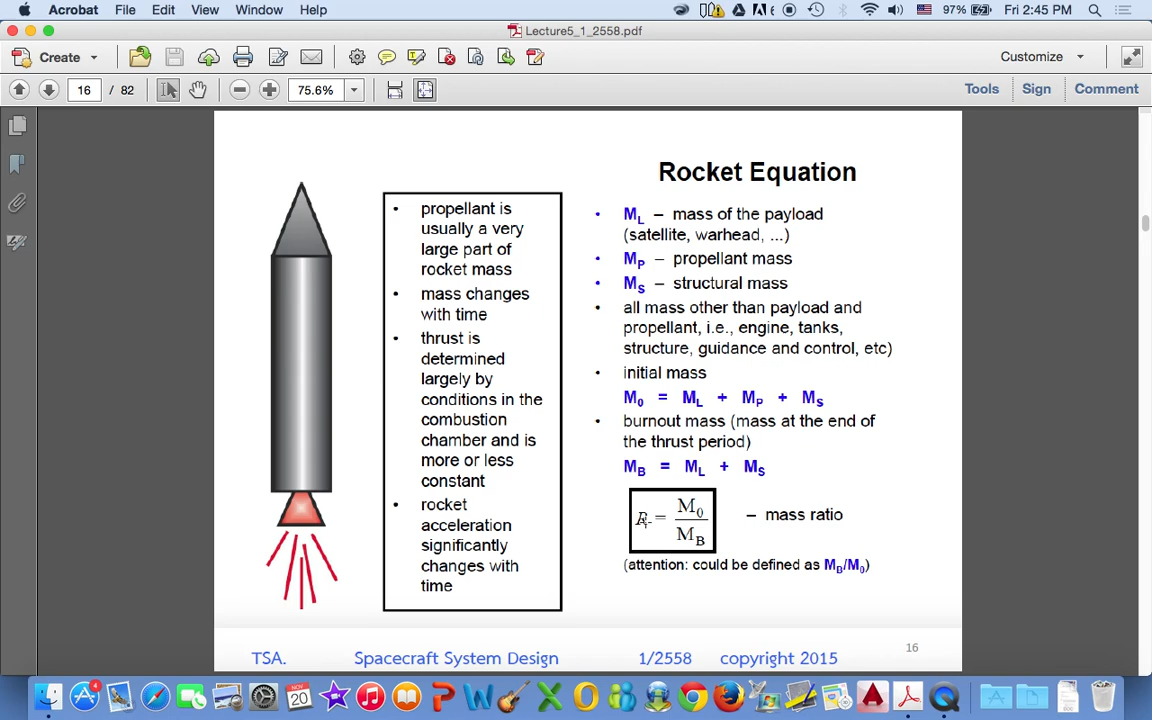 Acrobat File Edit View Window Help
6 97% Fri 2:45 PM
Lecture5_1_2558.pdf
Create Customize
16 / 82 75.6% Tools Sign Comment
Rocket Equation
• propellant is
usually a very
large part of
rocket mass
• mass changes
with time
• thrust is
determined
largely by
conditions in the
combustion
chamber and is
more or less
constant
• rocket
acceleration
significantly
changes with
time
• ML – mass of the payload
(satellite, warhead, ...)
• MP – propellant mass
• MS – structural mass
• all mass other than payload and
propellant, i.e., engine, tanks,
structure, guidance and control, etc)
• initial mass
M0 = ML + MP + MS
• burnout mass (mass at the end of
the thrust period)
MB = ML + MS
R = M0 / MB – mass ratio
(attention: could be defined as MB/M0)
16
TSA. Spacecraft System Design 1/2558 copyright 2015
4
NOV
20